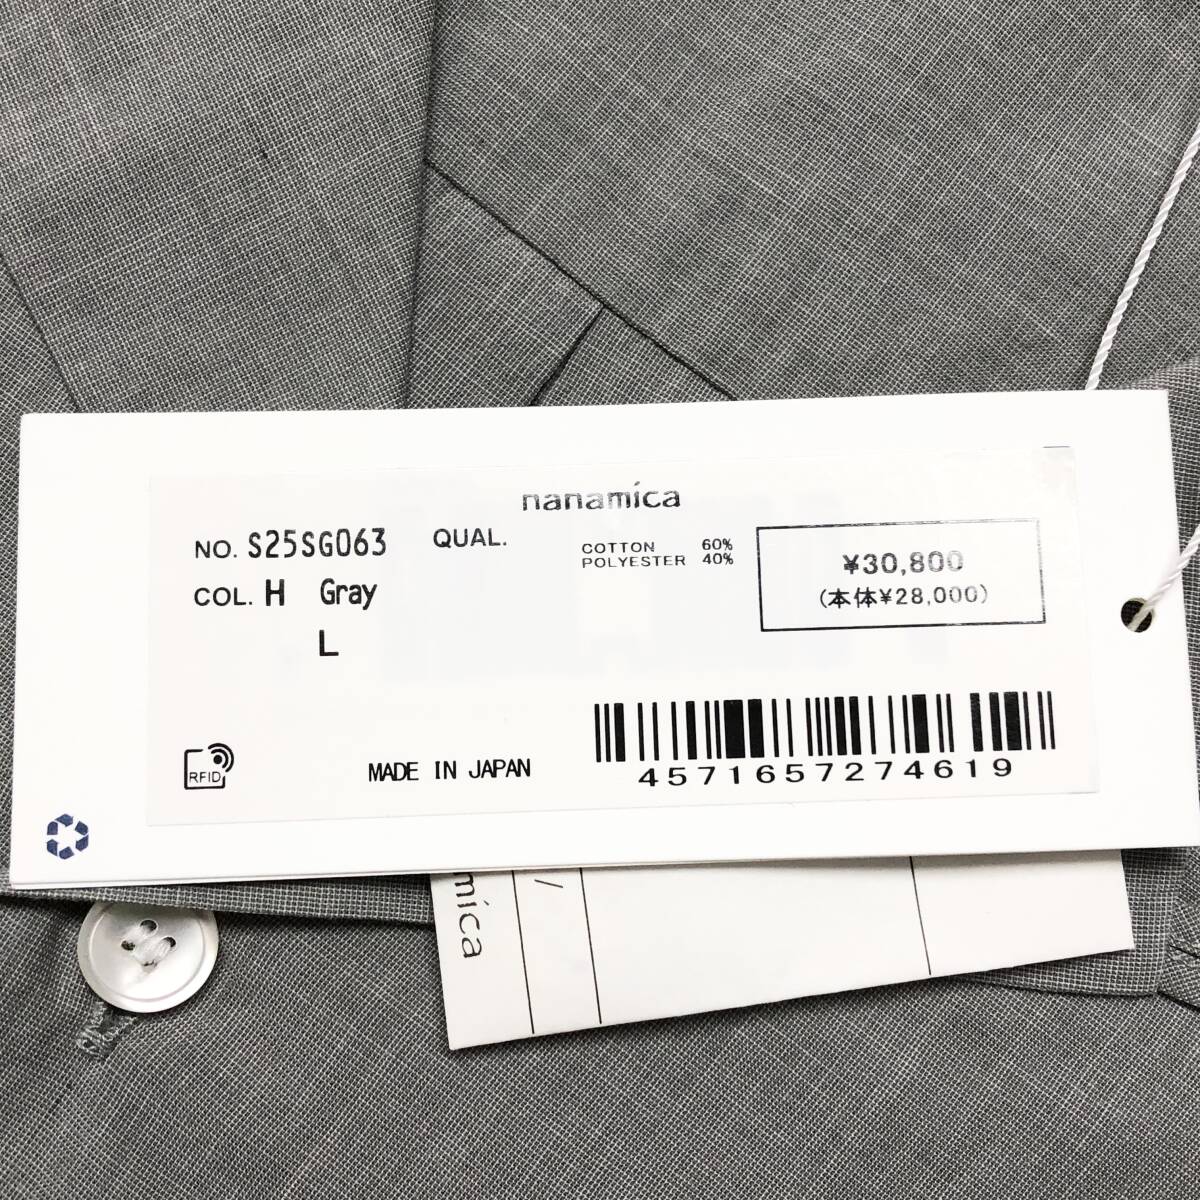 nanamica
NO. S25SG063
QUAL.
COTTON 60%
POLYESTER 40%
¥30,800
(本体¥28,000)
COL. H Gray
L
RFID
MADE IN JAPAN
4571657274619
mica
/